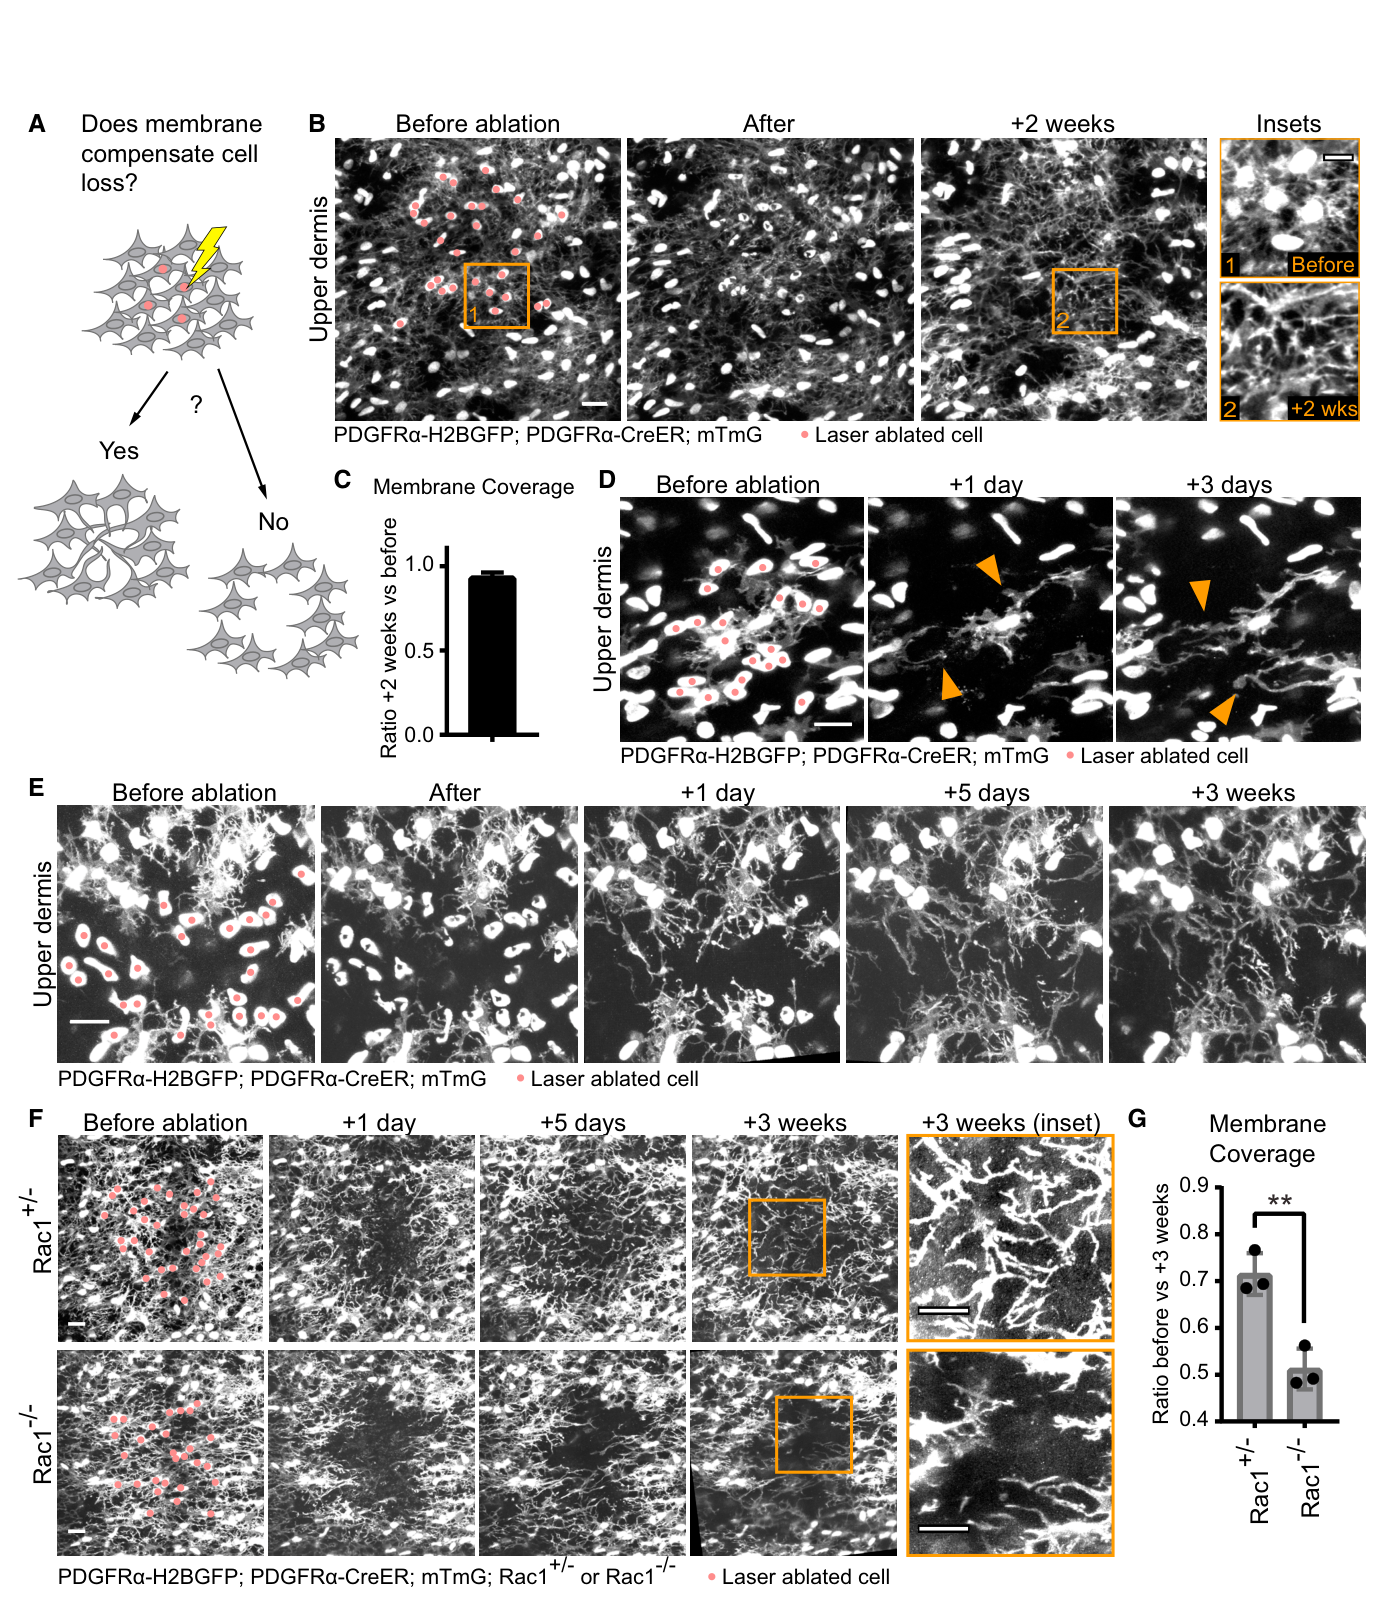 A
Does membrane
compensate cell
loss?
?
Yes
No
B
Before ablation
After
+2 weeks
Insets
Upper dermis
1
2
1
Before
2
+2 wks
PDGFRα-H2BGFP; PDGFRα-CreER; mTmG
Laser ablated cell
C
Membrane Coverage
Ratio +2 weeks vs before
1.0
0.5
0.0
D
Before ablation
+1 day
+3 days
Upper dermis
PDGFRα-H2BGFP; PDGFRα-CreER; mTmG
Laser ablated cell
E
Before ablation
After
+1 day
+5 days
+3 weeks
Upper dermis
PDGFRα-H2BGFP; PDGFRα-CreER; mTmG
Laser ablated cell
F
Before ablation
+1 day
+5 days
+3 weeks
+3 weeks (inset)
Rac1+/-
Rac1-/-
PDGFRα-H2BGFP; PDGFRα-CreER; mTmG; Rac1+/- or Rac1-/-
Laser ablated cell
G
Membrane
Coverage
Ratio before vs +3 weeks
0.9
0.8
0.7
0.6
0.5
0.4
**
Rac1+/-
Rac1-/-